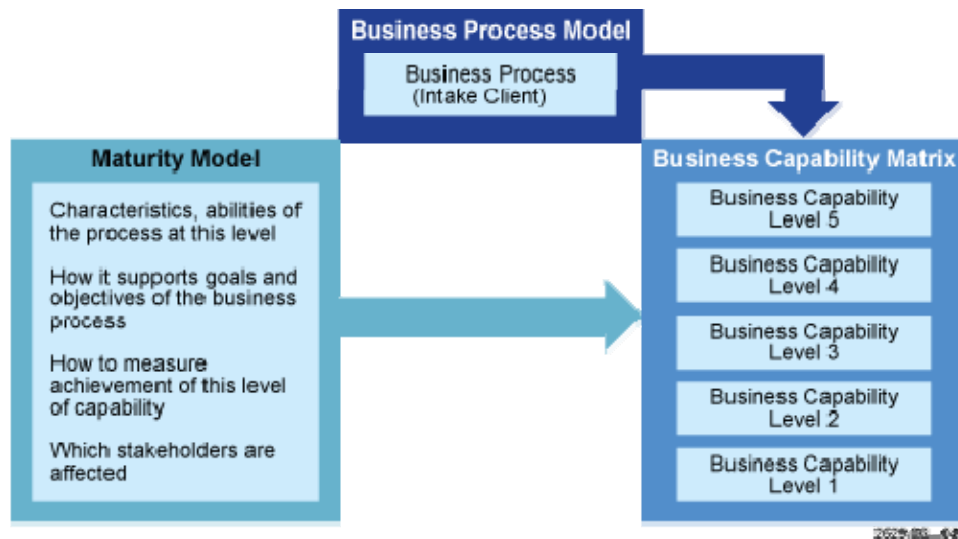 Business Process Model
Business Process
(Intake Client)
Maturity Model
Characteristics, abilities of
the process at this level
How it supports goals and
objectives of the business
process
How to measure
achievement of this level
of capability
Which stakeholders are
affected
Business Capability Matrix
Business Capability
Level 5
Business Capability
Level 4
Business Capability
Level 3
Business Capability
Level 2
Business Capability
Level 1